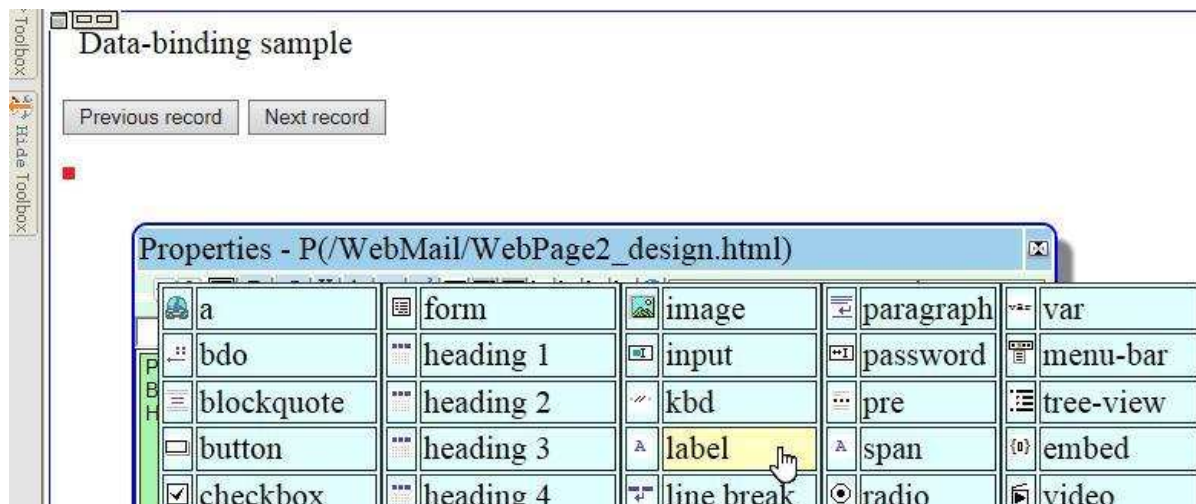 Toolbox
Hide Toolbox
Data-binding sample
Previous record Next record
Properties - P(/WebMail/WebPage2_design.html)
a form image paragraph var
bdo heading 1 input password menu-bar
blockquote heading 2 kbd pre tree-view
button heading 3 label span embed
checkbox heading 4 line break radio video